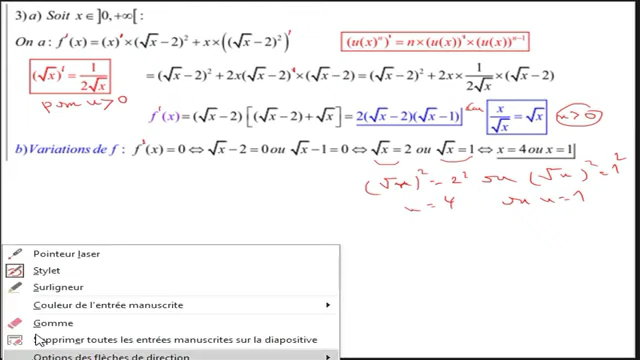 3) a) Soit x ∈ ]0, +∞[ :
On a : f'(x) = (x)' × (√x − 2)² + x × ((√x − 2)²)'
(u(x)ⁿ)' = n × (u(x))' × (u(x))ⁿ⁻¹
(√x)' = 1/(2√x)
= (√x − 2)² + 2x(√x − 2)' × (√x − 2) = (√x − 2)² + 2x × 1/(2√x) × (√x − 2)
pour x > 0
f'(x) = (√x − 2) [(√x − 2) + √x] = 2(√x − 2)(√x − 1)
car
x/√x = √x
x > 0
b) Variations de f : f'(x) = 0 ⇔ √x − 2 = 0 ou √x − 1 = 0 ⇔ √x = 2 ou √x = 1 ⇔ x = 4 ou x = 1
(√x)² = 2² ou (√x)² = 1²
x = 4 ou x = 1
Pointeur laser
Stylet
Surligneur
Couleur de l'entrée manuscrite
Gomme
Supprimer toutes les entrées manuscrites sur la diapositive
Options des flèches de direction